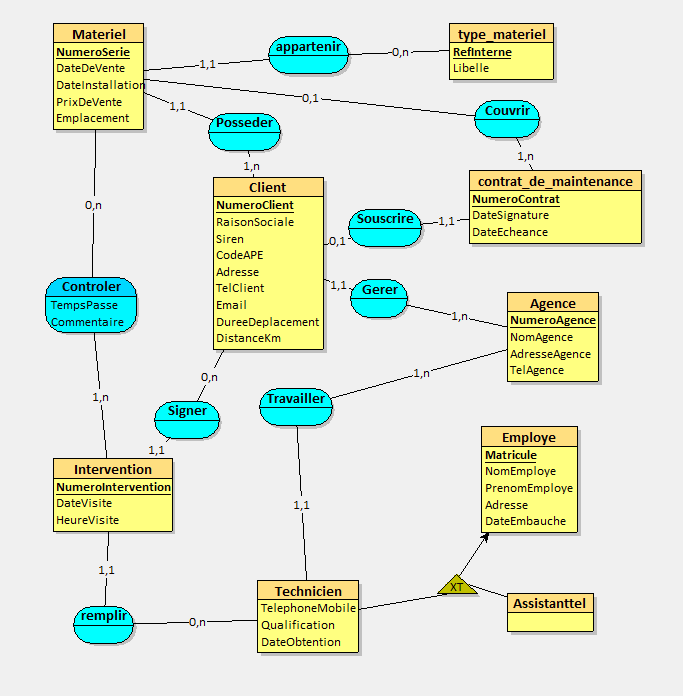 Materiel
NumeroSerie
DateDeVente
DateInstallation
PrixDeVente
Emplacement
appartenir
type_materiel
RefInterne
Libelle
1,1
0,n
0,1
1,1
Posseder
Couvrir
1,n
1,n
contrat_de_maintenance
NumeroContrat
DateSignature
DateEcheance
Client
NumeroClient
RaisonSociale
Siren
CodeAPE
Adresse
TelClient
Email
DureeDeplacement
DistanceKm
Souscrire
0,1
1,1
0,n
Controler
TempsPasse
Commentaire
1,1
Gerer
1,n
Agence
NumeroAgence
NomAgence
AdresseAgence
TelAgence
0,n
1,n
Travailler
1,n
Signer
1,1
Intervention
NumeroIntervention
DateVisite
HeureVisite
Employe
Matricule
NomEmploye
PrenomEmploye
Adresse
DateEmbauche
1,1
1,1
XT
Technicien
TelephoneMobile
Qualification
DateObtention
Assistanttel
remplir
0,n